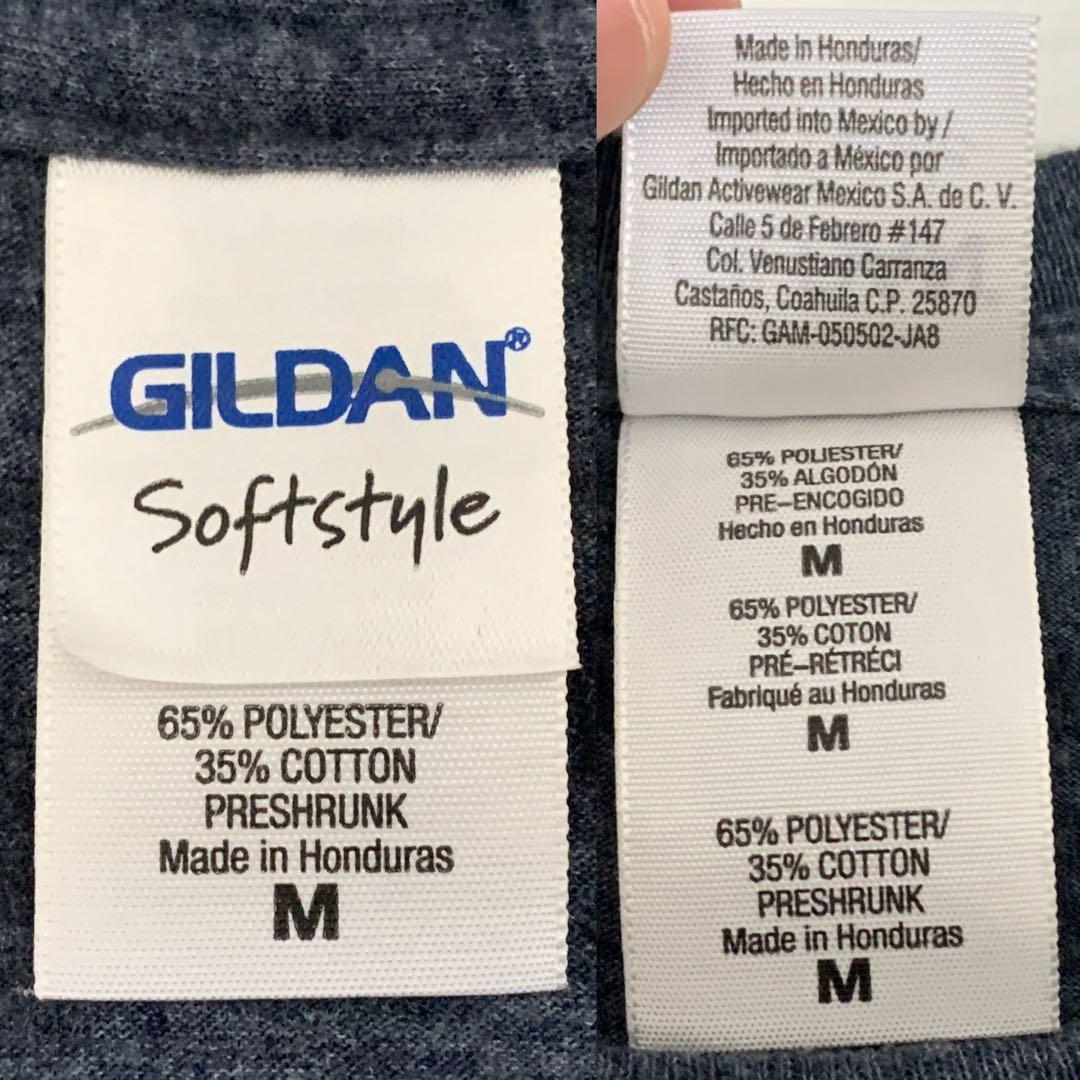 GILDAN®
Softstyle
65% POLYESTER/
35% COTTON
PRESHRUNK
Made in Honduras
M
Made in Honduras/
Hecho en Honduras
Imported into Mexico by/
Importado a México por
Gildan Activewear Mexico S.A. de C. V.
Calle 5 de Febrero #147
Col. Venustiano Carranza
Castaños, Coahuila C.P. 25870
RFC: GAM-050502-JA8
65% POLIESTER/
35% ALGODÓN
PRE-ENCOGIDO
Hecho en Honduras
M
65% POLYESTER/
35% COTON
PRÉ-RÉTRÉCI
Fabriqué au Honduras
M
65% POLYESTER/
35% COTTON
PRESHRUNK
Made in Honduras
M